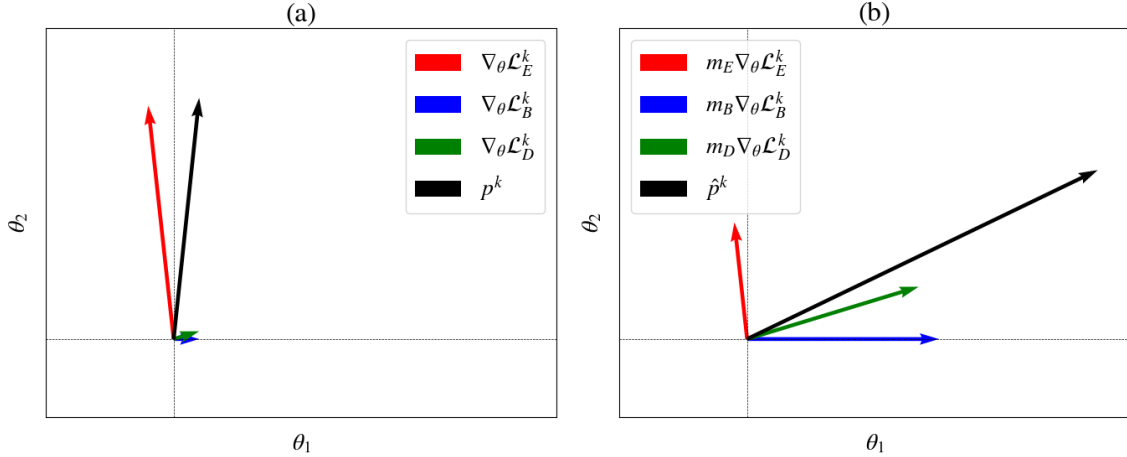 (a)
∇θℒ_E^k
∇θℒ_B^k
∇θℒ_D^k
p^k
θ₂
θ₁
(b)
m_E∇θℒ_E^k
m_B∇θℒ_B^k
m_D∇θℒ_D^k
p̂^k
θ₂
θ₁